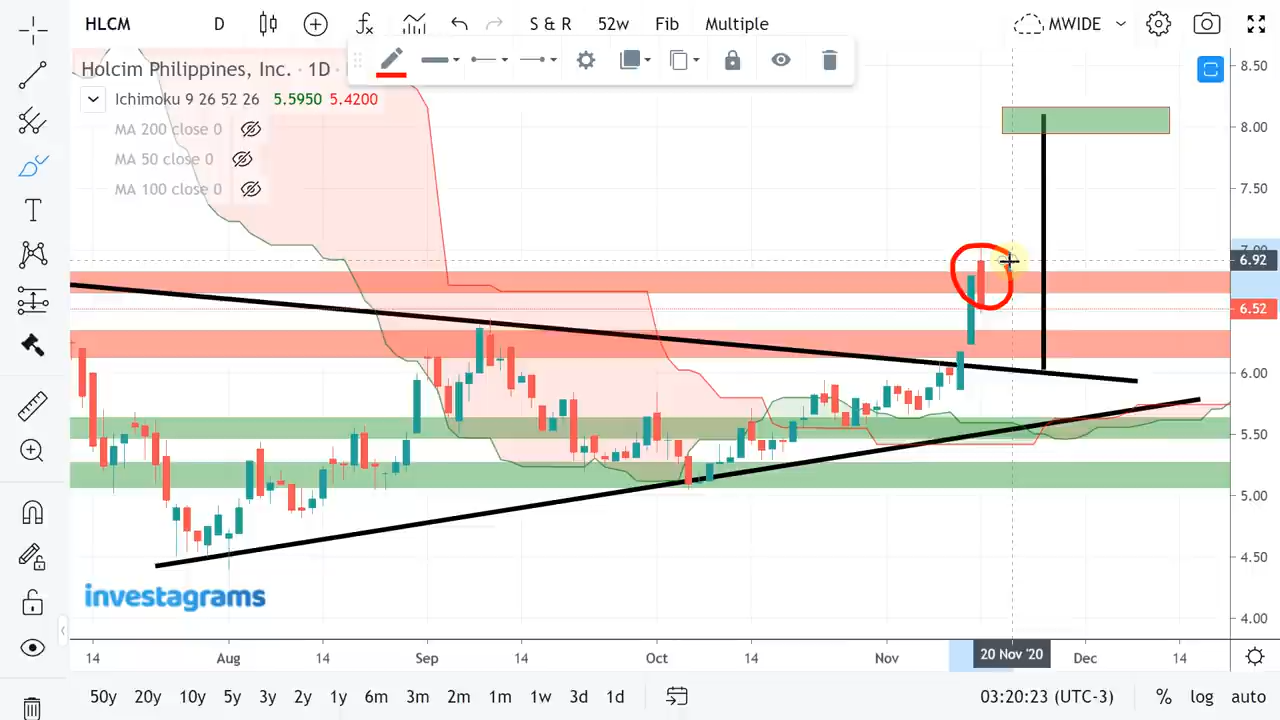 HLCM D S & R 52w Fib Multiple MWIDE
Holcim Philippines, Inc. · 1D
Ichimoku 9 26 52 26 5.5950 5.4200
MA 200 close 0
MA 50 close 0
MA 100 close 0
8.50
8.00
7.50
7.00
6.92
6.52
6.00
5.50
5.00
4.50
4.00
investagrams
14 Aug 14 Sep 14 Oct 14 Nov 20 Nov '20 Dec 14
50y 20y 10y 5y 3y 2y 1y 6m 3m 2m 1m 1w 3d 1d 03:20:23 (UTC-3) % log auto